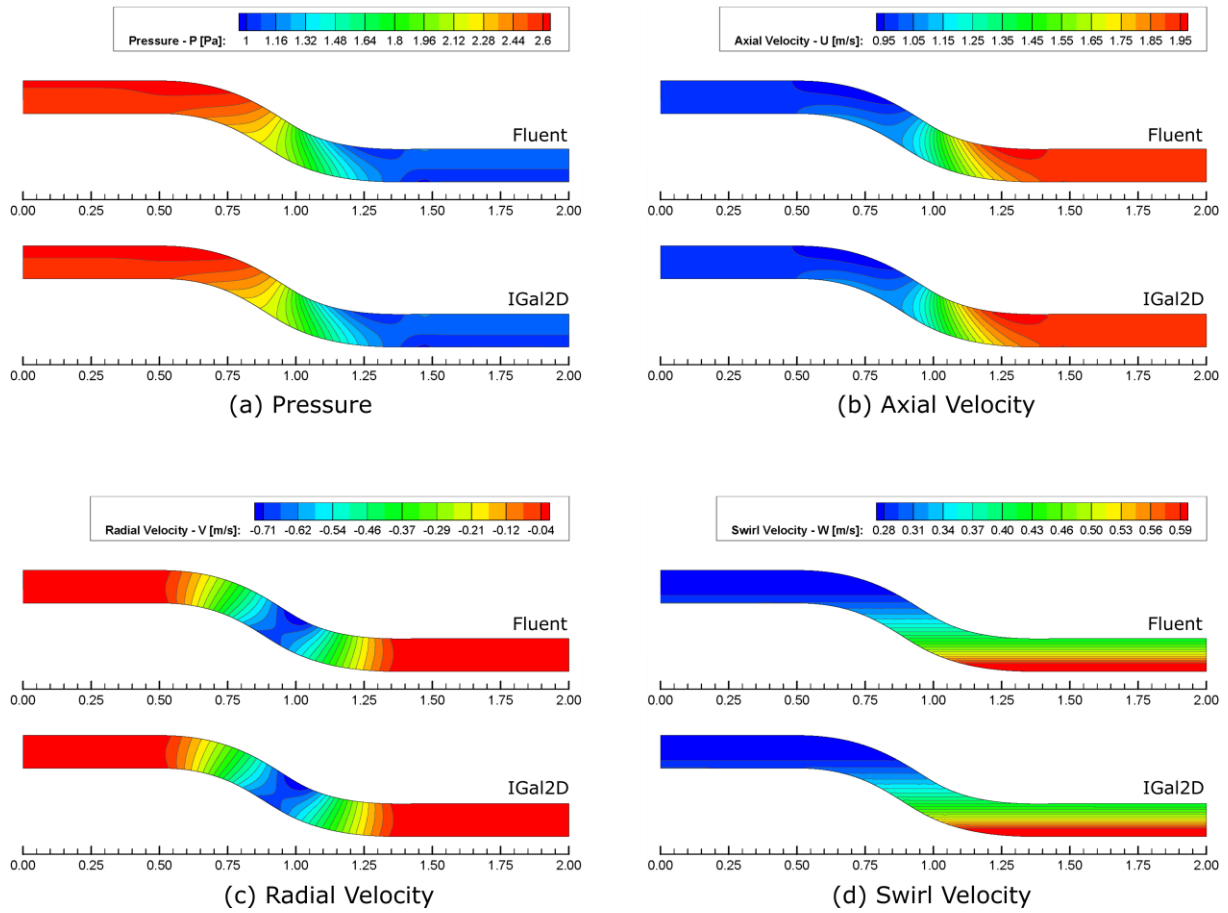 Pressure - P [Pa]: 1 1.16 1.32 1.48 1.64 1.8 1.96 2.12 2.28 2.44 2.6
Fluent
0.00 0.25 0.50 0.75 1.00 1.25 1.50 1.75 2.00
IGal2D
0.00 0.25 0.50 0.75 1.00 1.25 1.50 1.75 2.00
(a) Pressure
Axial Velocity - U [m/s]: 0.95 1.05 1.15 1.25 1.35 1.45 1.55 1.65 1.75 1.85 1.95
Fluent
0.00 0.25 0.50 0.75 1.00 1.25 1.50 1.75 2.00
IGal2D
0.00 0.25 0.50 0.75 1.00 1.25 1.50 1.75 2.00
(b) Axial Velocity
Radial Velocity - V [m/s]: -0.71 -0.62 -0.54 -0.46 -0.37 -0.29 -0.21 -0.12 -0.04
Fluent
0.00 0.25 0.50 0.75 1.00 1.25 1.50 1.75 2.00
IGal2D
0.00 0.25 0.50 0.75 1.00 1.25 1.50 1.75 2.00
(c) Radial Velocity
Swirl Velocity - W [m/s]: 0.28 0.31 0.34 0.37 0.40 0.43 0.46 0.50 0.53 0.56 0.59
Fluent
0.00 0.25 0.50 0.75 1.00 1.25 1.50 1.75 2.00
IGal2D
0.00 0.25 0.50 0.75 1.00 1.25 1.50 1.75 2.00
(d) Swirl Velocity